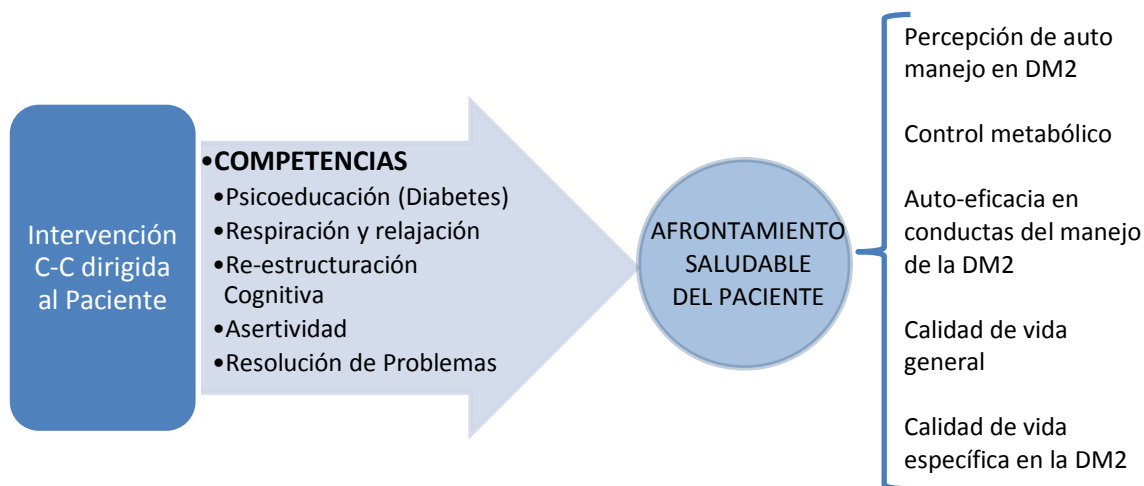 Intervención
C-C dirigida
al Paciente
•COMPETENCIAS
•Psicoeducación (Diabetes)
•Respiración y relajación
•Re-estructuración
Cognitiva
•Asertividad
•Resolución de Problemas
AFRONTAMIENTO
SALUDABLE
DEL PACIENTE
Percepción de auto
manejo en DM2
Control metabólico
Auto-eficacia en
conductas del manejo
de la DM2
Calidad de vida
general
Calidad de vida
específica en la DM2